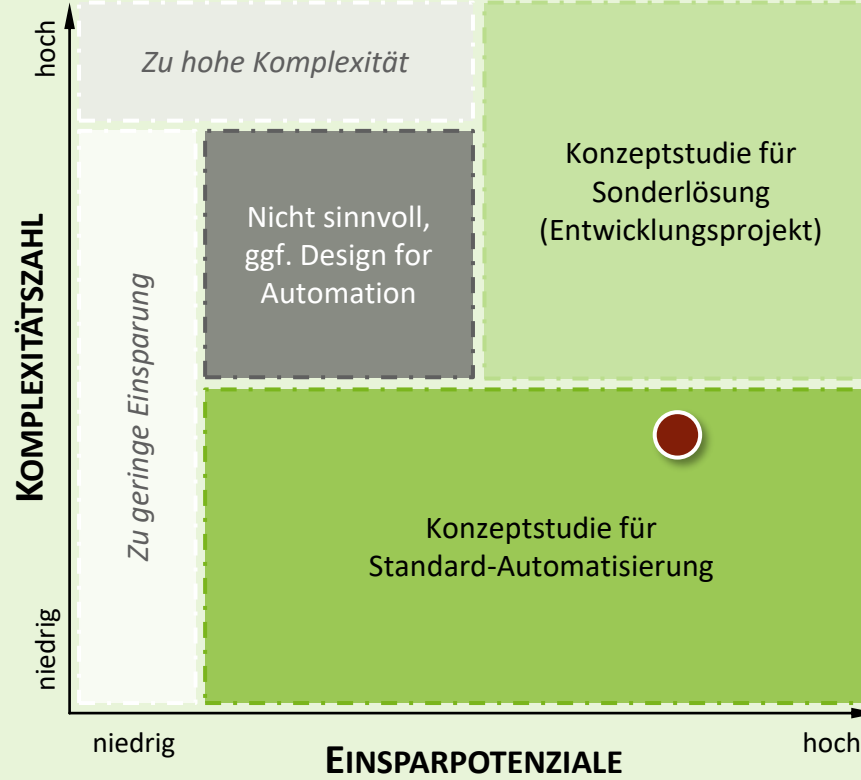 hoch
Zu hohe Komplexität
Konzeptstudie für
Sonderlösung
(Entwicklungsprojekt)
Nicht sinnvoll,
ggf. Design for
Automation
KOMPLEXITÄTSZAHL
Zu geringe Einsparung
Konzeptstudie für
Standard-Automatisierung
niedrig
niedrig
EINSPARPOTENZIALE
hoch